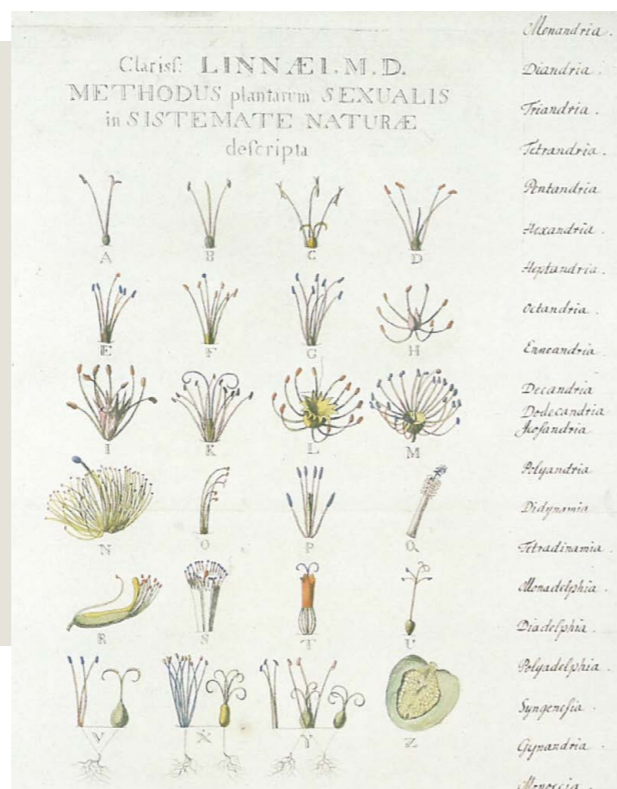 Clarisſ: LINNÆI.M.D.
METHODUS plantarum SEXUALIS
in SISTEMATE NATURÆ
deſcripta
A B C D
E F G H
I K L M
N O P Q
R S T U
V X Y Z
Monandria.
Diandria.
Triandria.
Tetrandria.
Pentandria
Hexandria.
Heptandria.
Octandria.
Enneandria.
Decandria
Dodecandria
Icoſandria.
Polyandria
Didynamia
Tetradinamia.
Monadelphia.
Diadelphia.
Polyadelphia.
Syngeneſia.
Gynandria.
Monoecia.